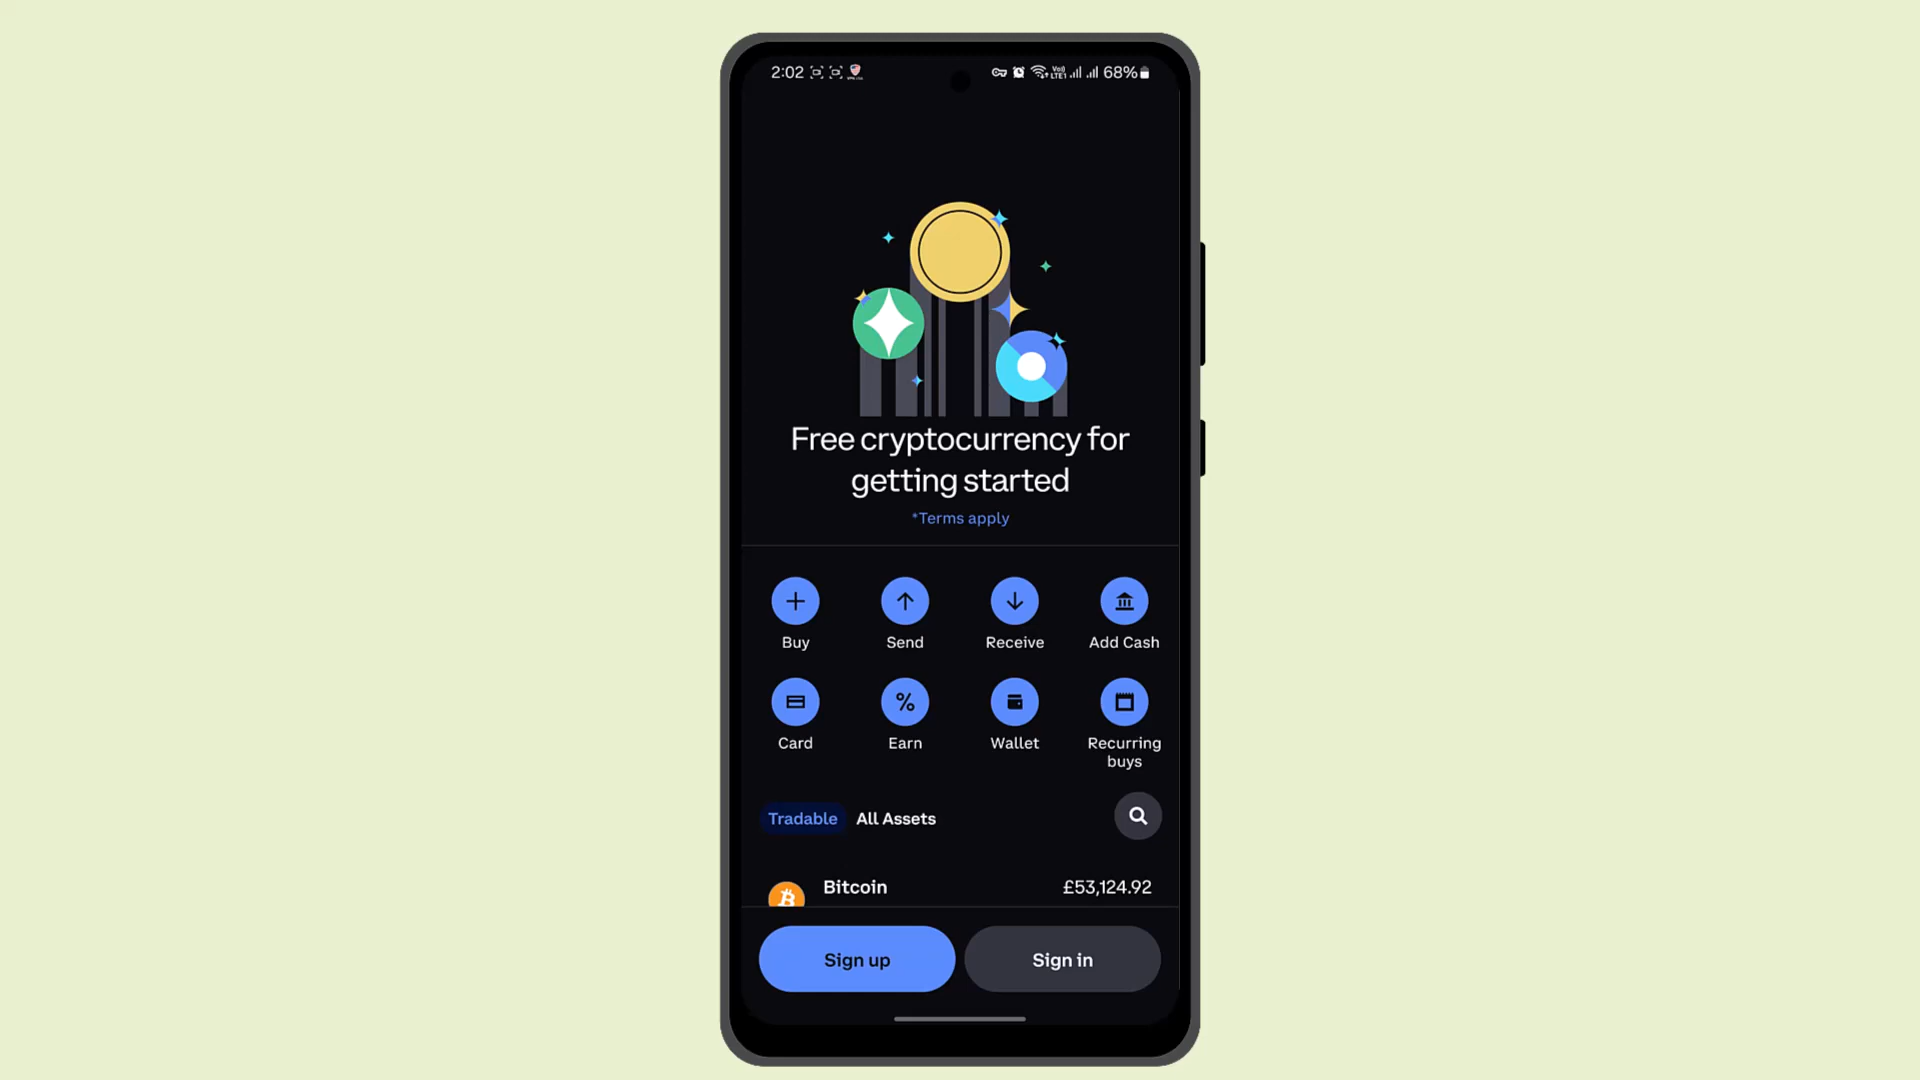 2:02 68%
Free cryptocurrency for
getting started
*Terms apply
Buy Send Receive Add Cash
Card Earn Wallet Recurring
buys
Tradable All Assets
Bitcoin £53,124.92
Sign up Sign in